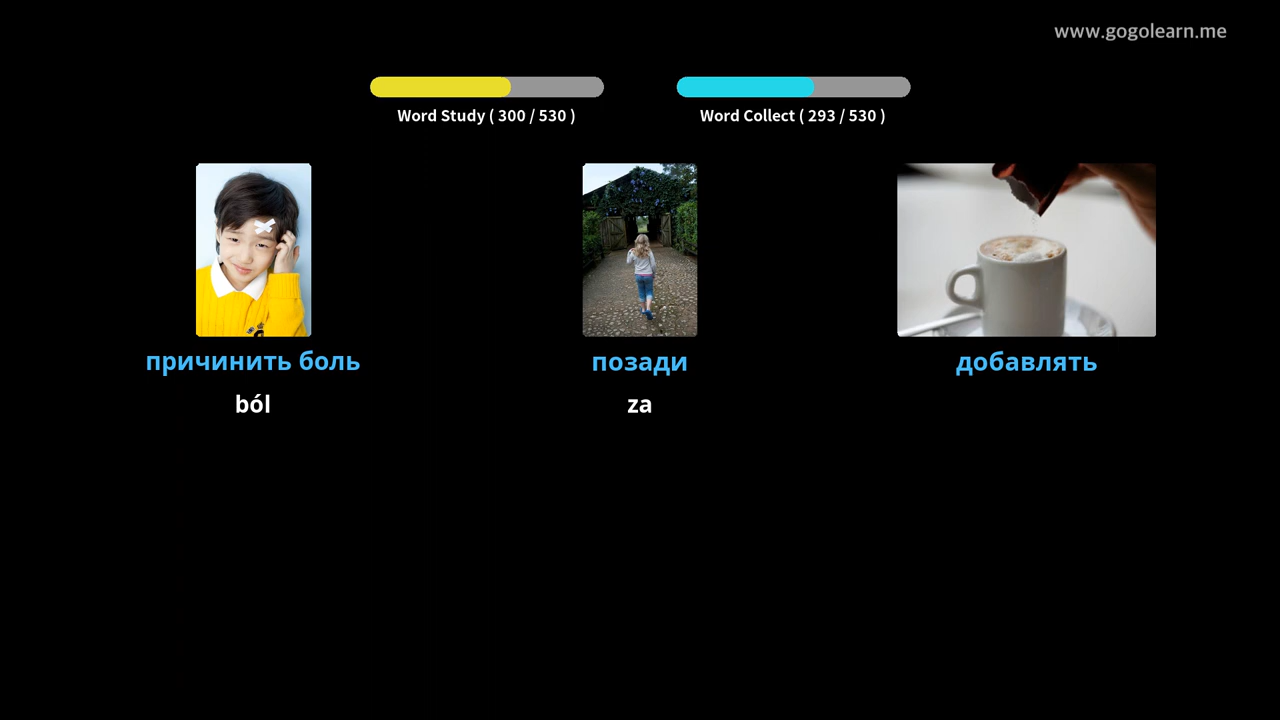 www.gogolearn.me
Word Study ( 300 / 530 )
Word Collect ( 293 / 530 )
причинить боль
позади
добавлять
ból
za